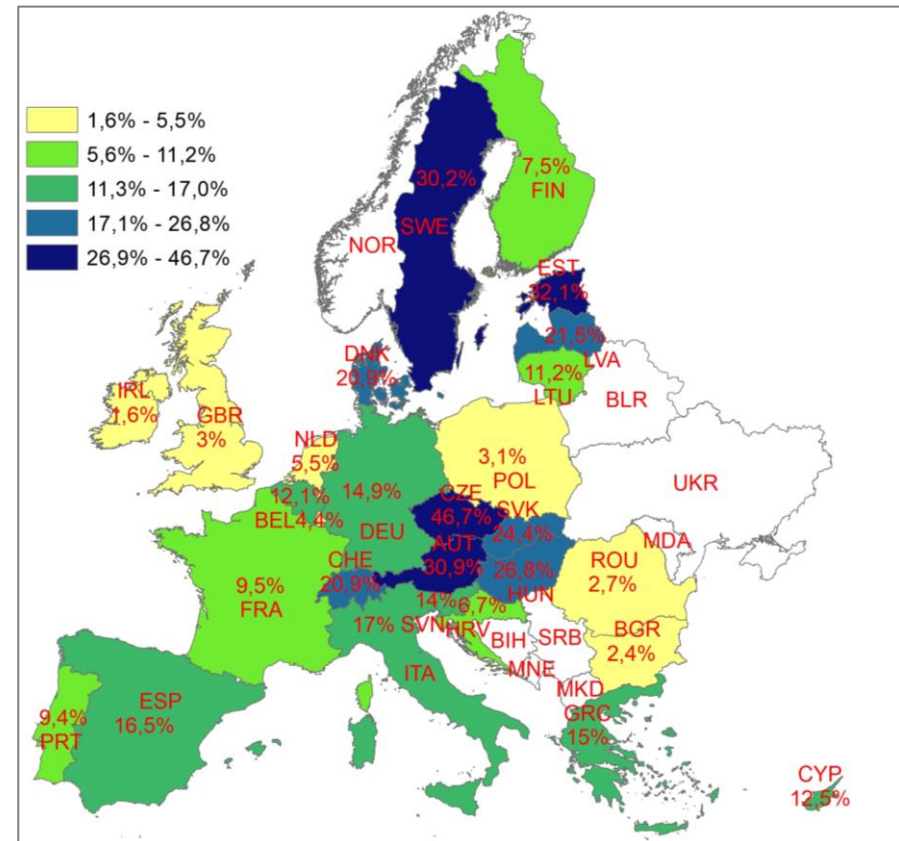 1,6% - 5,5%
5,6% - 11,2%
11,3% - 17,0%
17,1% - 26,8%
26,9% - 46,7%
7,5%
FIN
30,2%
SWE
NOR
EST
32,1%
21,5%
LVA
DNK
20,9%
11,2%
LTU
BLR
IRL
1,6%
GBR
3%
NLD
5,5%
3,1%
POL
UKR
12,1%
BEL
4,4%
14,9%
DEU
CZE
46,7%
SVK
24,4%
MDA
AUT
30,9%
CHE
20,9%
26,8%
HUN
ROU
2,7%
9,5%
FRA
14%
SVN
6,7%
HRV
17%
ITA
BIH
SRB
BGR
2,4%
MNE
MKD
GRC
15%
ESP
16,5%
9,4%
PRT
CYP
12,5%